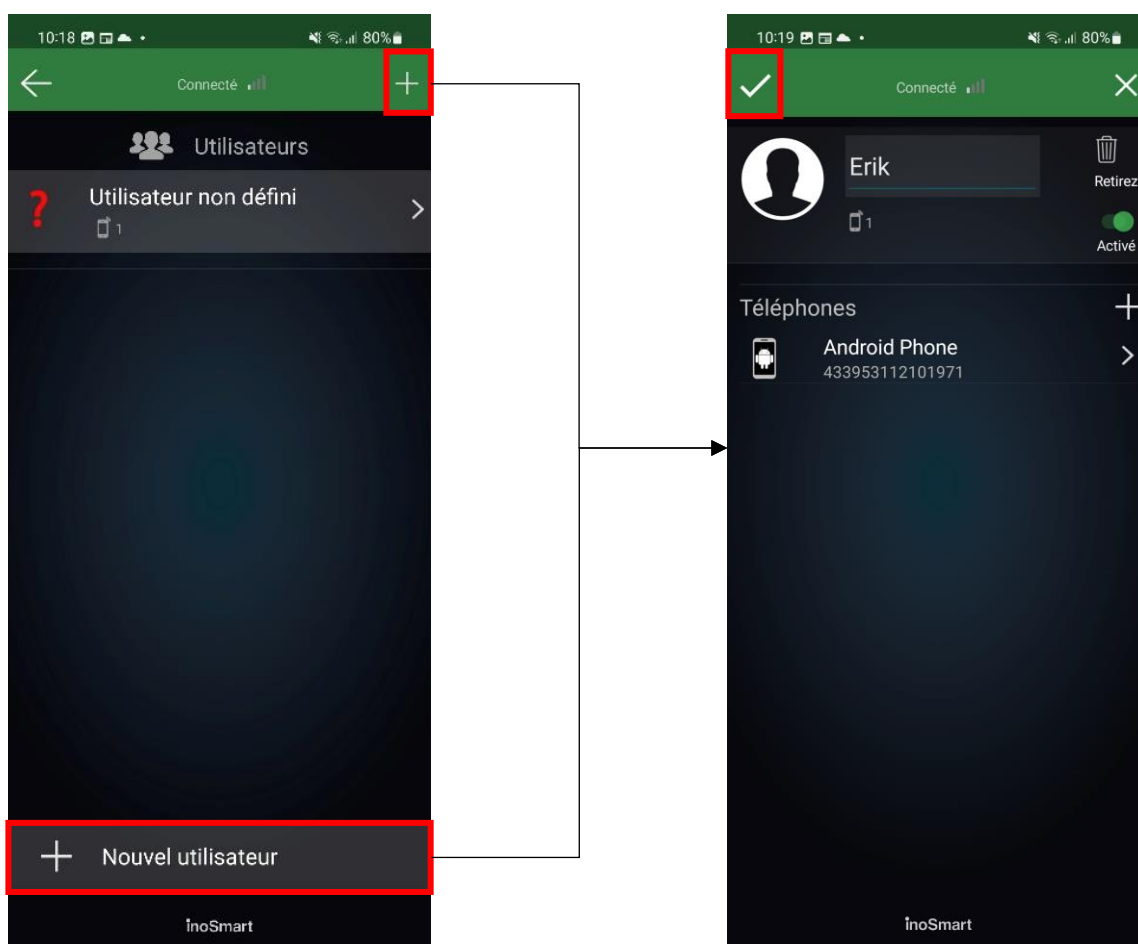 10:18
80%
Connecté
Utilisateurs
Utilisateur non défini
1
Nouvel utilisateur
inoSmart
10:19
80%
Connecté
Erik
Retirez
1
Activé
Téléphones
Android Phone
433953112101971
inoSmart